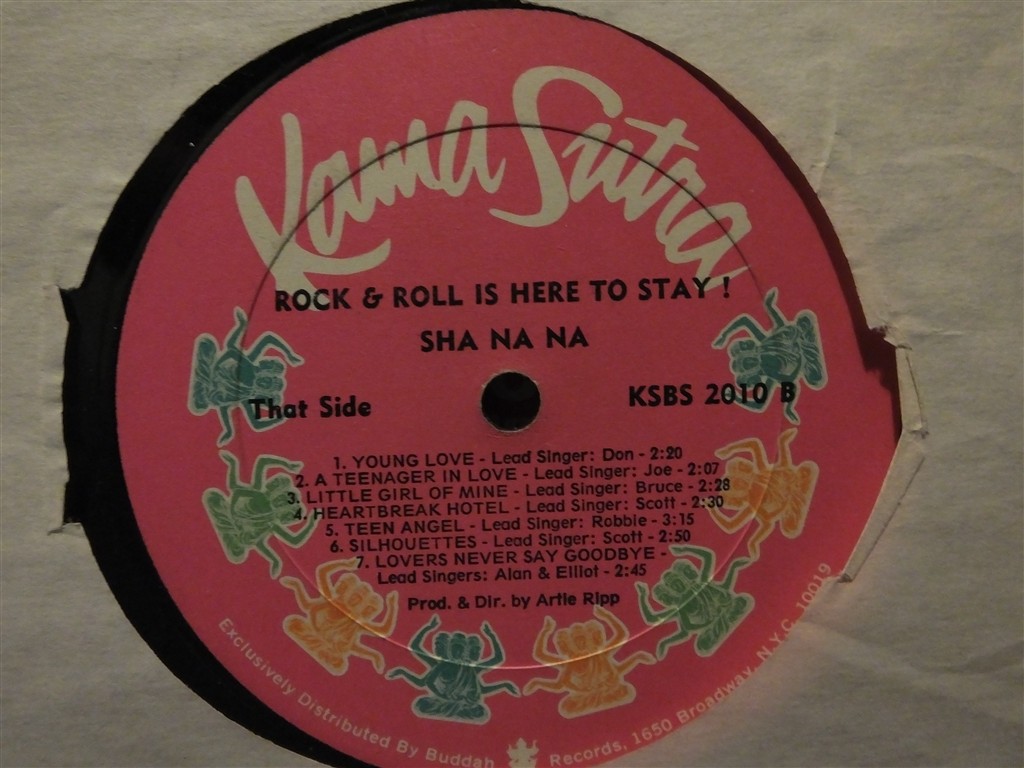 Kama Sutra
ROCK & ROLL IS HERE TO STAY !
SHA NA NA
That Side
KSBS 2010 B
1. YOUNG LOVE - Lead Singer: Don - 2:20
2. A TEENAGER IN LOVE - Lead Singer: Joe - 2:07
3. LITTLE GIRL OF MINE - Lead Singer: Bruce - 2:28
4. HEARTBREAK HOTEL - Lead Singer: Scott - 2:30
5. TEEN ANGEL - Lead Singer: Robbie - 3:15
6. SILHOUETTES - Lead Singer: Scott - 2:50
7. LOVERS NEVER SAY GOODBYE -
Lead Singers: Alan & Elliot - 2:45
Prod. & Dir. by Artie Ripp
Exclusively Distributed By Buddah Records, 1650 Broadway, N.Y.C. 10019